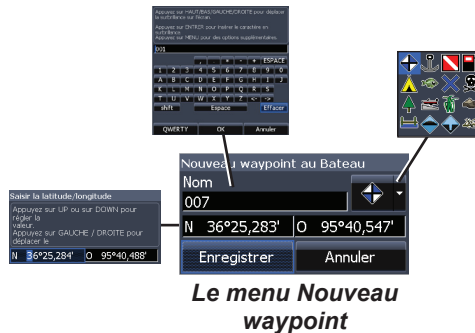 Appuyez sur HAUT/BAS/GAUCHE/DROITE pour déplacer
la surbrillance sur l'écran.
Appuyez sur ENTRER pour insérer le caractère en
surbrillance.
Appuyez sur MENU pour des options supplémentaires.
001
, . - + - + ESPACE
1 2 3 4 5 6 7 8 9 0
A B C D E F G H I J
K L M N O P Q R S
T U V W X Y Z <- ->
shift Espace Effacer
QWERTY OK Annuler
Nouveau waypoint au Bateau
Nom
007
N 36°25,283' O 95°40,547'
Enregistrer Annuler
Saisir la latitude/longitude
Appuyez sur UP ou sur DOWN pour
régler la
valeur.
Appuyez sur GAUCHE / DROITE pour
déplacer le
N 36°25,284' O 95°40,488'
Le menu Nouveau
waypoint